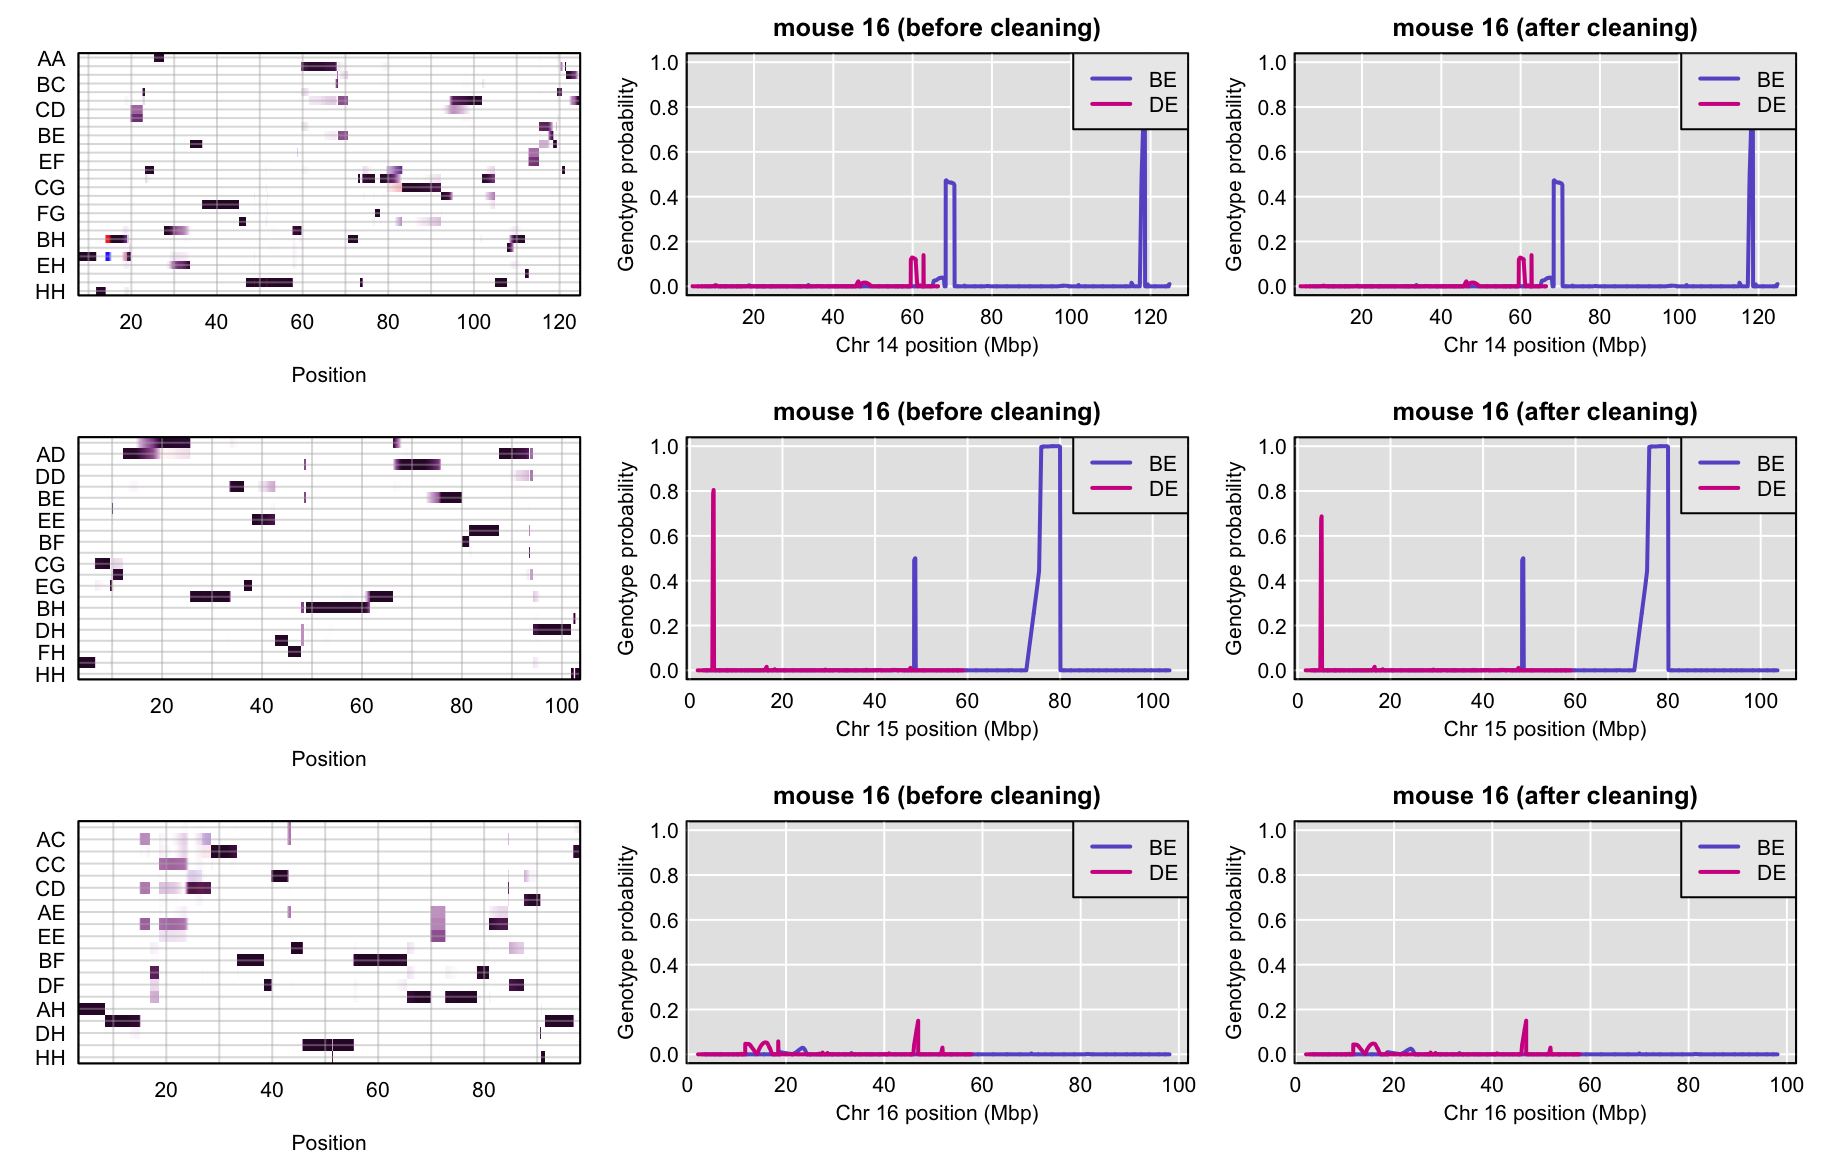 AA
BC
CD
BE
EF
CG
FG
BH
EH
HH
20 40 60 80 100 120
Position
mouse 16 (before cleaning)
Genotype probability
1.0
0.8
0.6
0.4
0.2
0.0
BE
DE
20 40 60 80 100 120
Chr 14 position (Mbp)
mouse 16 (after cleaning)
Genotype probability
1.0
0.8
0.6
0.4
0.2
0.0
BE
DE
20 40 60 80 100 120
Chr 14 position (Mbp)
AD
DD
BE
EE
BF
CG
EG
BH
DH
FH
HH
20 40 60 80 100
Position
mouse 16 (before cleaning)
Genotype probability
1.0
0.8
0.6
0.4
0.2
0.0
BE
DE
0 20 40 60 80 100
Chr 15 position (Mbp)
mouse 16 (after cleaning)
Genotype probability
1.0
0.8
0.6
0.4
0.2
0.0
BE
DE
0 20 40 60 80 100
Chr 15 position (Mbp)
AC
CC
CD
AE
EE
BF
DF
AH
DH
HH
20 40 60 80
Position
mouse 16 (before cleaning)
Genotype probability
1.0
0.8
0.6
0.4
0.2
0.0
BE
DE
0 20 40 60 80 100
Chr 16 position (Mbp)
mouse 16 (after cleaning)
Genotype probability
1.0
0.8
0.6
0.4
0.2
0.0
BE
DE
0 20 40 60 80 100
Chr 16 position (Mbp)